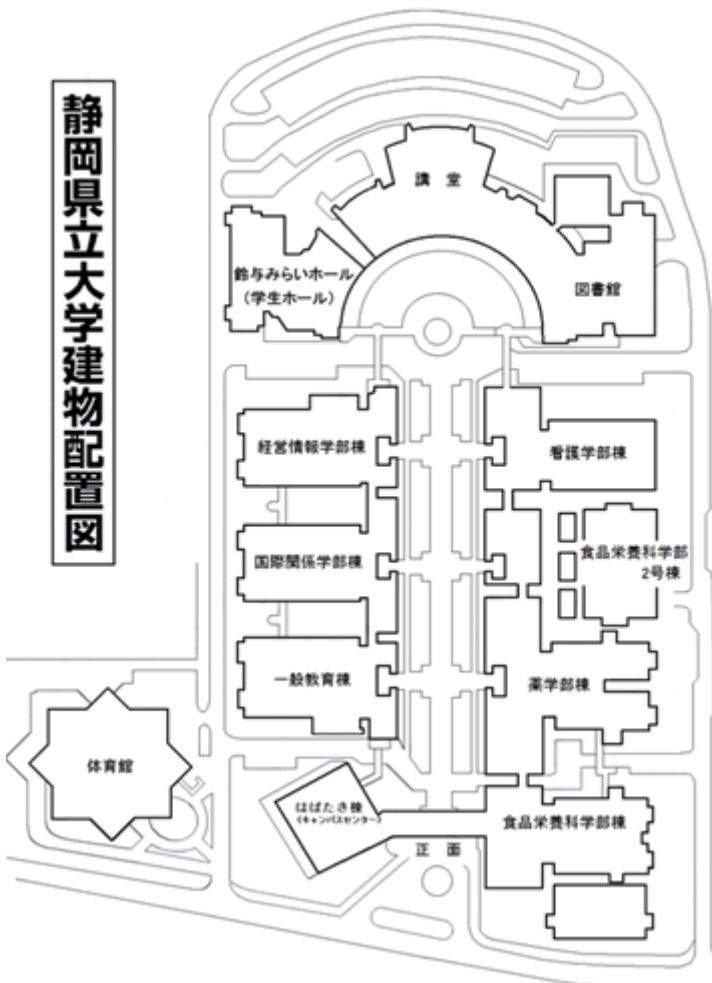 静岡県立大学建物配置図
講堂
鈴与みらいホール
(学生ホール)
図書館
経営情報学部棟
看護学部棟
国際関係学部棟
食品栄養科学部
2号棟
一般教育棟
薬学部棟
体育館
はばたき棟
(キャンパスセンター)
食品栄養科学部棟
正面